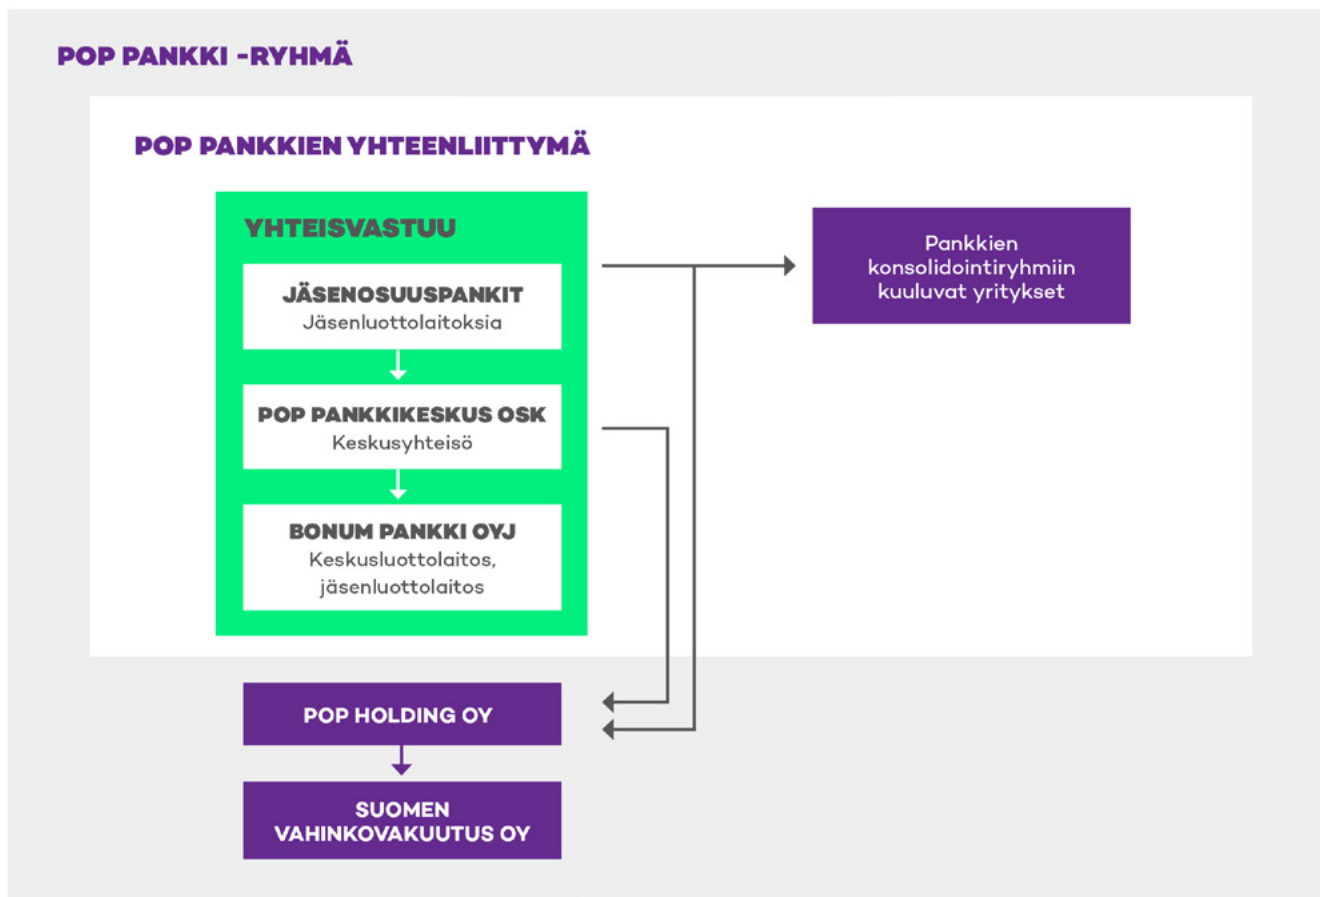 POP PANKKI -RYHMÄ
POP PANKKIEN YHTEENLIITTYMÄ
YHTEISVASTUU
JÄSENOSUUSPANKIT
Jäsenluottolaitoksia
POP PANKKIKESKUS OSK
Keskusyhteisö
BONUM PANKKI OYJ
Keskusluottolaitos,
jäsenluottolaitos
Pankkien
konsolidointiryhmiin
kuuluvat yritykset
POP HOLDING OY
SUOMEN
VAHINKOVAKUUTUS OY